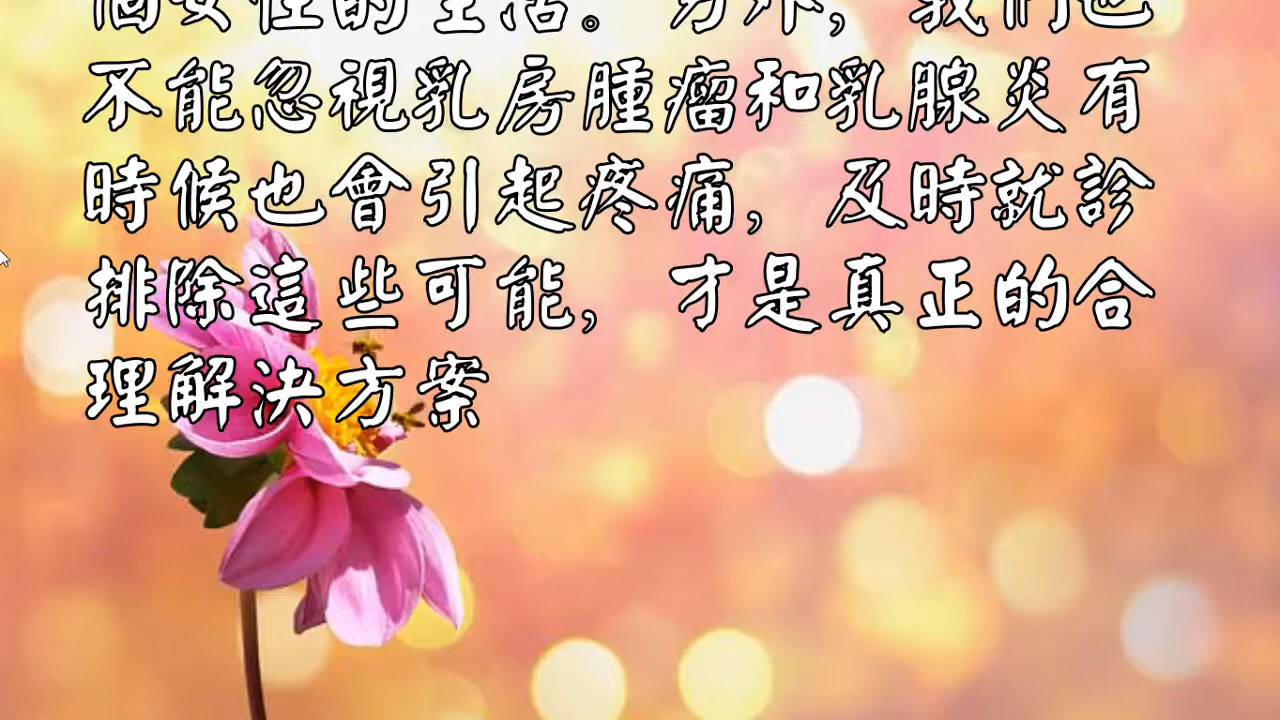 個女性的生活。另外，我們也
不能忽視乳房腫瘤和乳腺炎有
時候也會引起疼痛，及時就診
排除這些可能，才是真正的合
理解決方案